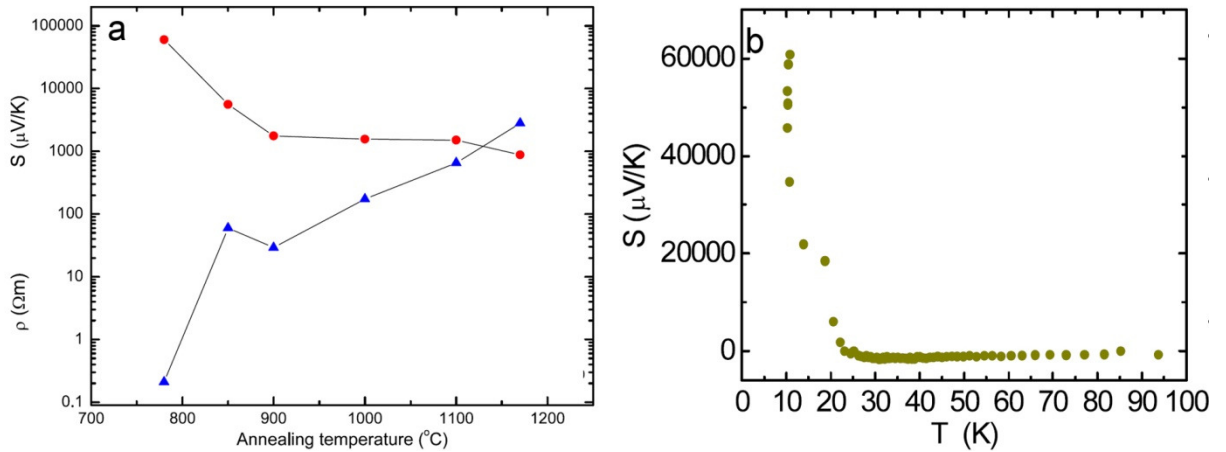 a
100000
10000
1000
100
10
1
0.1
S (μV/K)
ρ (Ωm)
700 800 900 1000 1100 1200
Annealing temperature (°C)
b
60000
40000
20000
0
S (μV/K)
0 10 20 30 40 50 60 70 80 90 100
T (K)